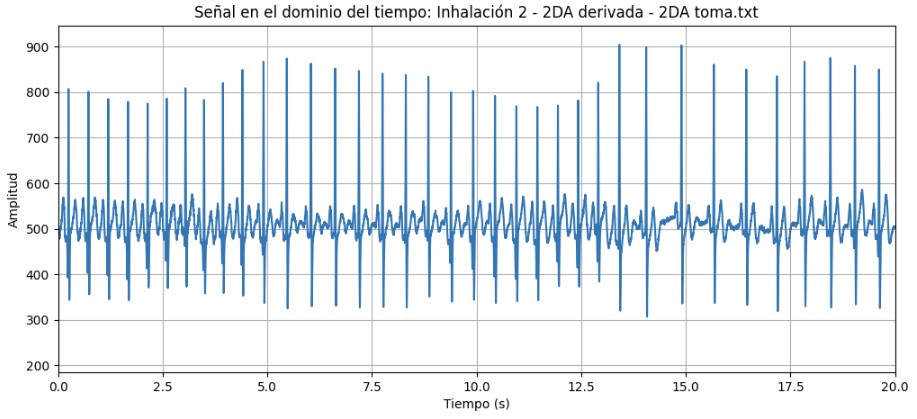 Señal en el dominio del tiempo: Inhalación 2 - 2DA derivada - 2DA toma.txt
900
800
700
600
500
400
300
200
Amplitud
0.0 2.5 5.0 7.5 10.0 12.5 15.0 17.5 20.0
Tiempo (s)